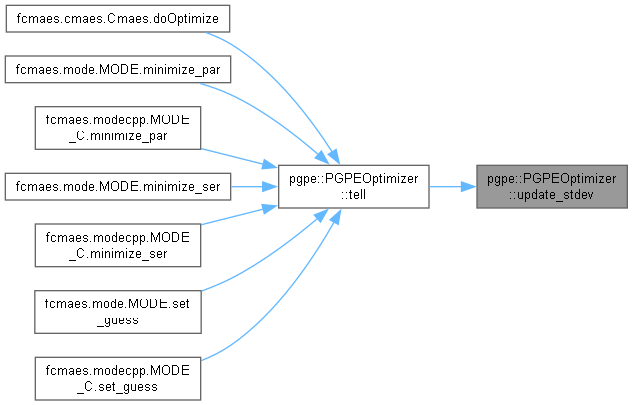 fcmaes.cmaes.Cmaes.doOptimize
fcmaes.mode.MODE.minimize_par
fcmaes.modecpp.MODE
_C.minimize_par
fcmaes.mode.MODE.minimize_ser
fcmaes.modecpp.MODE
_C.minimize_ser
fcmaes.mode.MODE.set
_guess
fcmaes.modecpp.MODE
_C.set_guess
pgpe::PGPEOptimizer
::tell
pgpe::PGPEOptimizer
::update_stdev